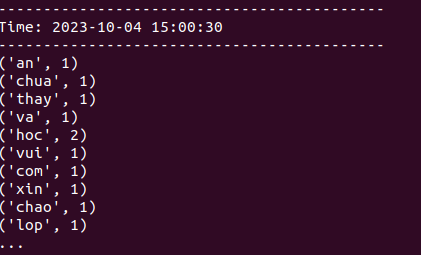 -------------------------------------------
Time: 2023-10-04 15:00:30
-------------------------------------------
('an', 1)
('chua', 1)
('thay', 1)
('va', 1)
('hoc', 2)
('vui', 1)
('com', 1)
('xin', 1)
('chao', 1)
('lop', 1)
...